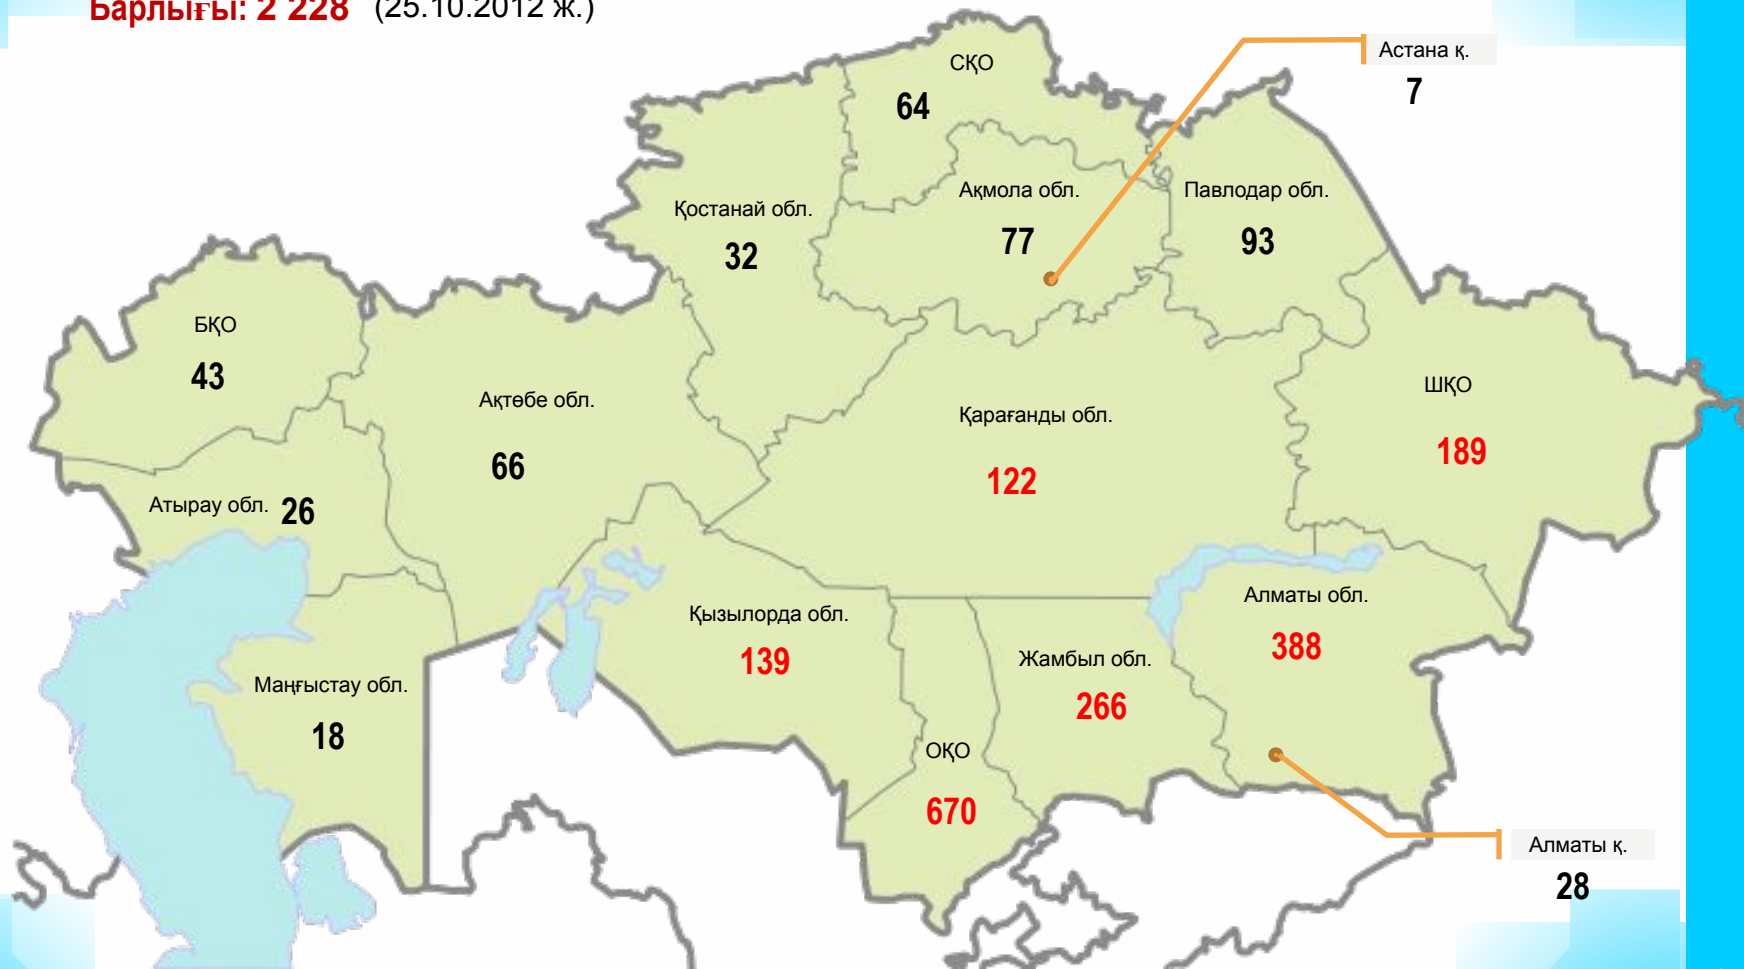 Барлығы: 2 228 (25.10.2012 ж.)
СҚО
64
Астана қ.
7
Қостанай обл.
32
Ақмола обл.
77
Павлодар обл.
93
БҚО
43
Ақтөбе обл.
66
Қарағанды обл.
122
ШҚО
189
Атырау обл. 26
Қызылорда обл.
139
Алматы обл.
388
Жамбыл обл.
266
Маңғыстау обл.
18
ОҚО
670
Алматы қ.
28